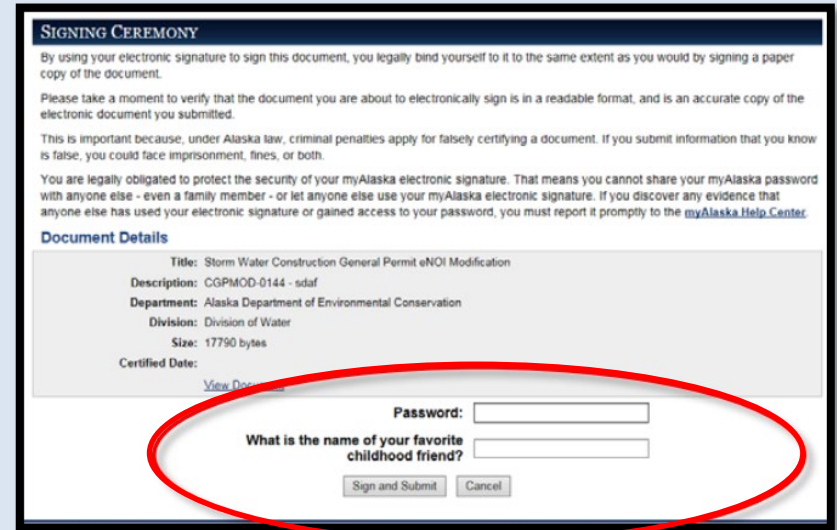 SIGNING CEREMONY
By using your electronic signature to sign this document, you legally bind yourself to it to the same extent as you would by signing a paper
copy of the document.
Please take a moment to verify that the document you are about to electronically sign is in a readable format, and is an accurate copy of the
electronic document you submitted.
This is important because, under Alaska law, criminal penalties apply for falsely certifying a document. If you submit information that you know
is false, you could face imprisonment, fines, or both.
You are legally obligated to protect the security of your myAlaska electronic signature. That means you cannot share your myAlaska password
with anyone else - even a family member - or let anyone else use your myAlaska electronic signature. If you discover any evidence that
anyone else has used your electronic signature or gained access to your password, you must report it promptly to the myAlaska Help Center.
Document Details
Title: Storm Water Construction General Permit eNOI Modification
Description: CGPMOD-0144 - sdaf
Department: Alaska Department of Environmental Conservation
Division: Division of Water
Size: 17790 bytes
Certified Date:
View Document
Password:
What is the name of your favorite
childhood friend?
Sign and Submit Cancel